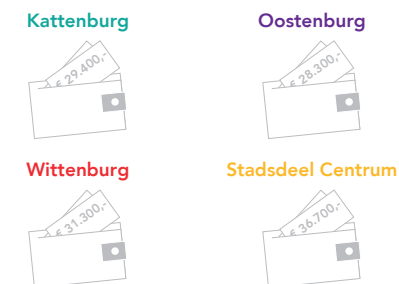 Kattenburg
€ 29.400,-
Oostenburg
€ 28.300,-
Wittenburg
€ 31.300,-
Stadsdeel Centrum
€ 36.700,-